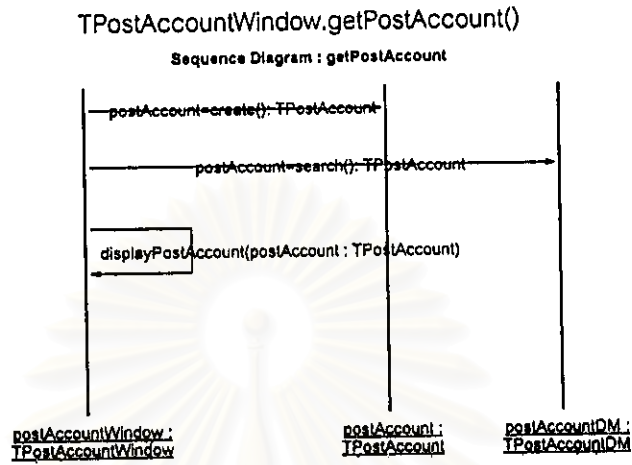 TPostAccountWindow.getPostAccount()
Sequence Diagram : getPostAccount
postAccount=create(): TPostAccount
postAccount=search(): TPostAccount
displayPostAccount(postAccount : TPostAccount)
postAccountWindow : postAccount : postAccountDM :
TPostAccountWindow TPostAccount TPostAccountDM